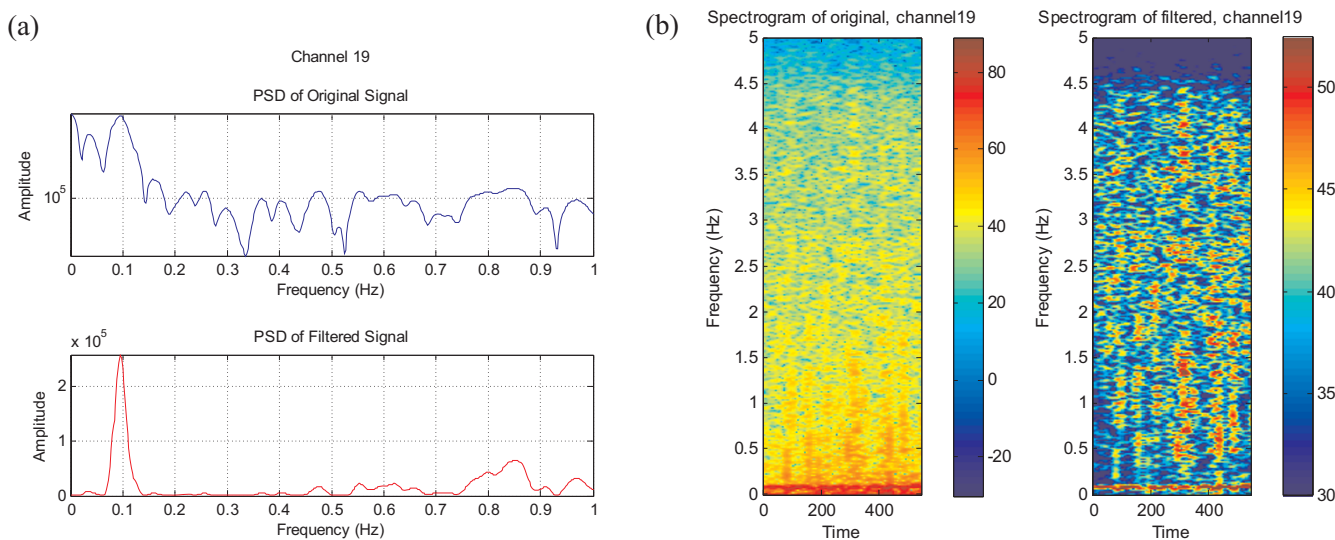 (a)
Channel 19
PSD of Original Signal
Amplitude
10^5
0 0.1 0.2 0.3 0.4 0.5 0.6 0.7 0.8 0.9 1
Frequency (Hz)
PSD of Filtered Signal
x 10^5
Amplitude
2
1
0
0 0.1 0.2 0.3 0.4 0.5 0.6 0.7 0.8 0.9 1
Frequency (Hz)
(b)
Spectrogram of original, channel19
Frequency (Hz)
5
4.5
4
3.5
3
2.5
2
1.5
1
0.5
0
0 200 400
Time
80
60
40
20
0
-20
Spectrogram of filtered, channel19
Frequency (Hz)
5
4.5
4
3.5
3
2.5
2
1.5
1
0.5
0
0 200 400
Time
50
45
40
35
30